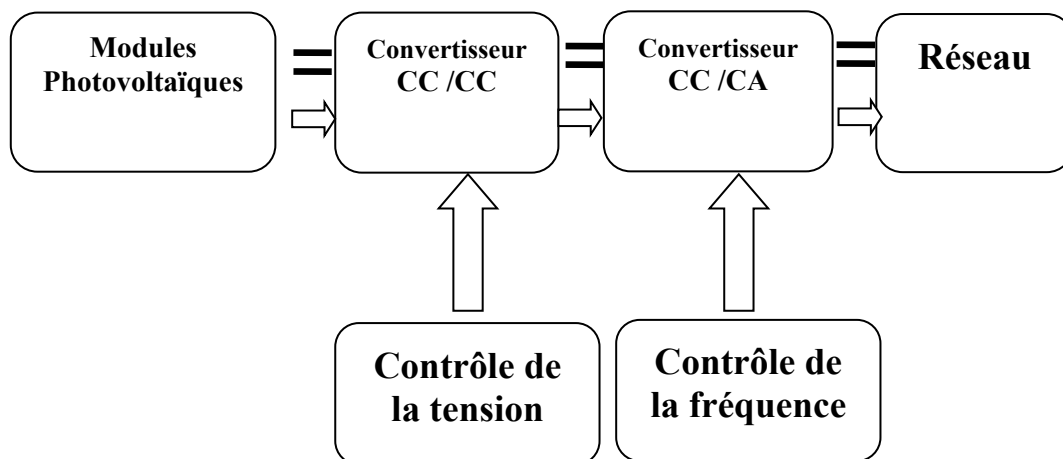 Modules
Photovoltaïques
Convertisseur
CC /CC
Convertisseur
CC /CA
Réseau
Contrôle de
la tension
Contrôle de
la fréquence